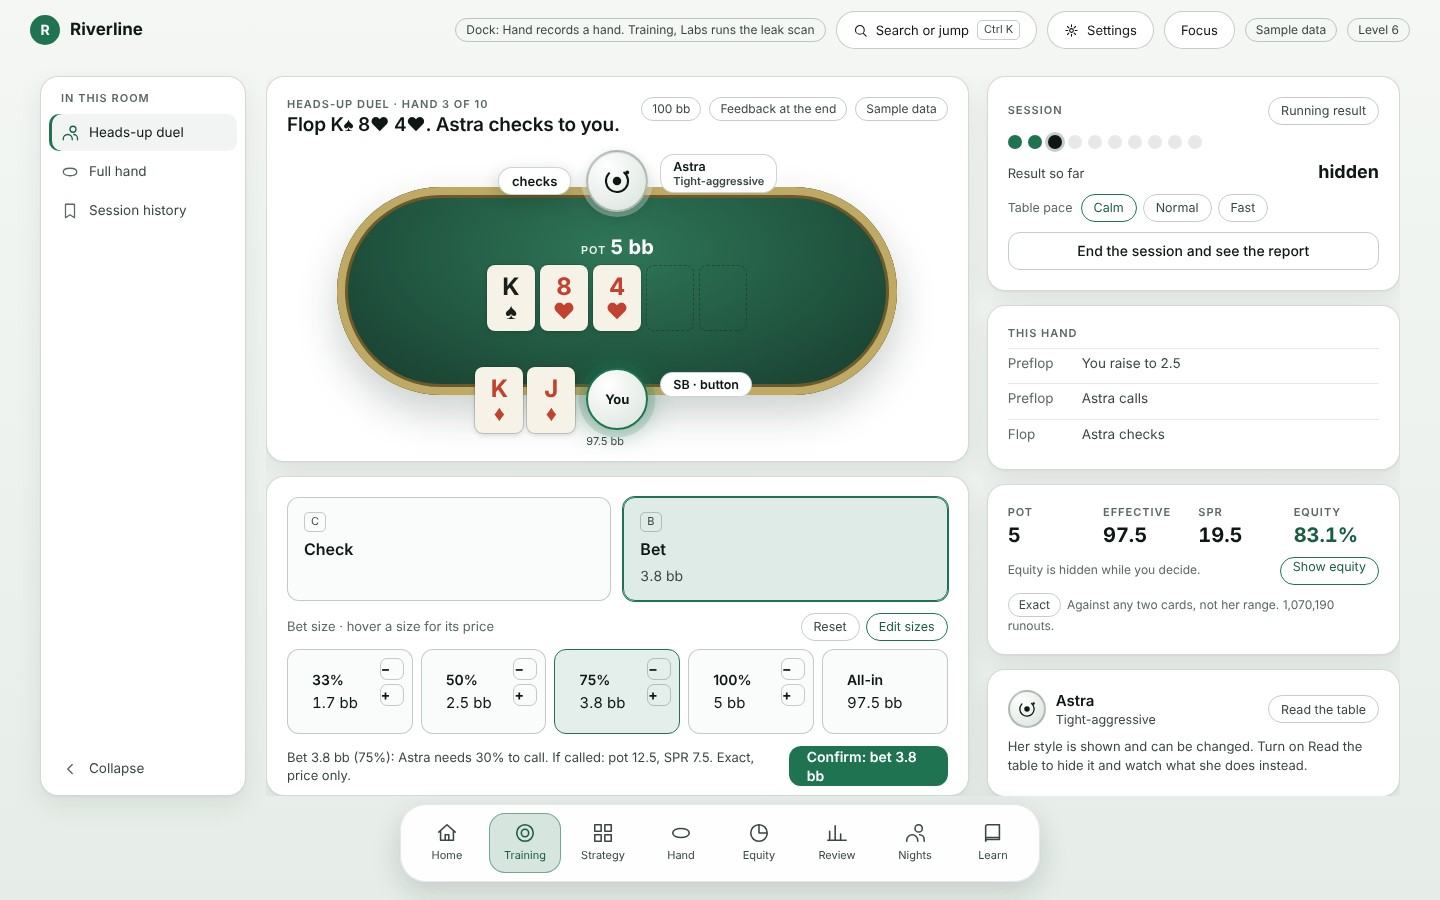 R Riverline
Dock: Hand records a hand. Training, Labs runs the leak scan
Search or jump Ctrl K
Settings
Focus
Sample data
Level 6
IN THIS ROOM
Heads-up duel
Full hand
Session history
Collapse
HEADS-UP DUEL · HAND 3 OF 10
Flop K♠ 8♥ 4♥. Astra checks to you.
100 bb
Feedback at the end
Sample data
checks
Astra
Tight-aggressive
POT 5 bb
K 8 4
♠ ♥ ♥
K J
♦ ♦
You
SB · button
97.5 bb
C
Check
B
Bet
3.8 bb
Bet size · hover a size for its price
Reset
Edit sizes
33%
1.7 bb
−
+
50%
2.5 bb
−
+
75%
3.8 bb
−
+
100%
5 bb
−
+
All-in
97.5 bb
Bet 3.8 bb (75%): Astra needs 30% to call. If called: pot 12.5, SPR 7.5. Exact,
price only.
Confirm: bet 3.8
bb
SESSION
Running result
Result so far hidden
Table pace Calm Normal Fast
End the session and see the report
THIS HAND
Preflop You raise to 2.5
Preflop Astra calls
Flop Astra checks
POT EFFECTIVE SPR EQUITY
5 97.5 19.5 83.1%
Equity is hidden while you decide.
Show equity
Exact Against any two cards, not her range. 1,070,190
runouts.
Astra
Tight-aggressive
Read the table
Her style is shown and can be changed. Turn on Read the
table to hide it and watch what she does instead.
Home
Training
Strategy
Hand
Equity
Review
Nights
Learn